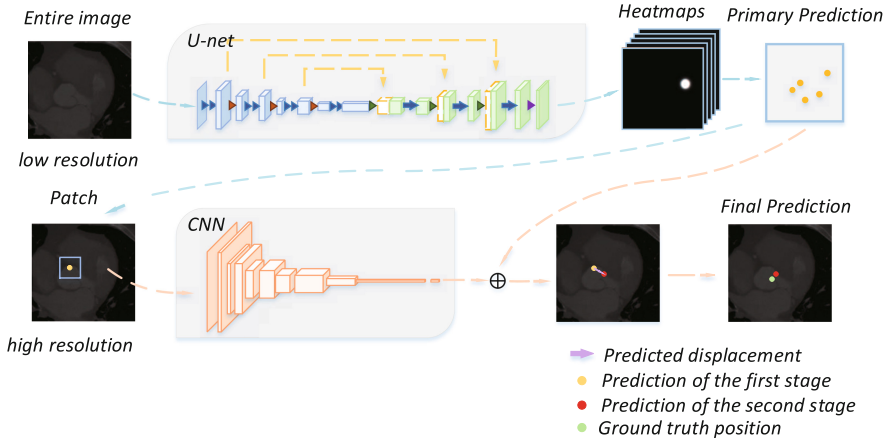 Entire image
U-net
Heatmaps
Primary Prediction
low resolution
Patch
CNN
Final Prediction
high resolution
Predicted displacement
Prediction of the first stage
Prediction of the second stage
Ground truth position